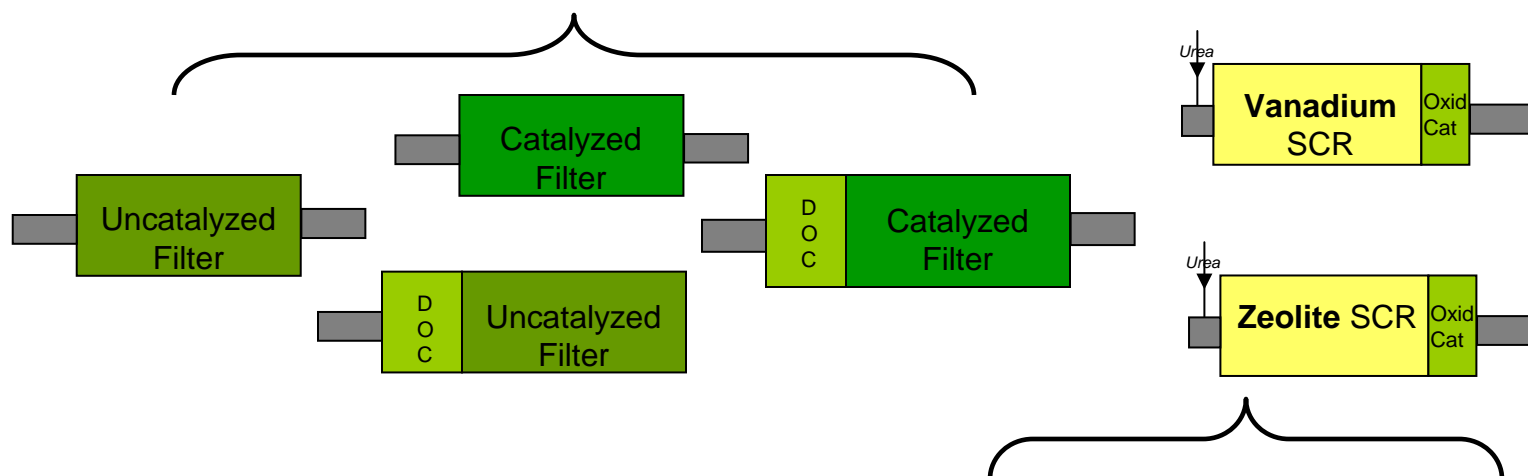 Urea
Vanadium
SCR
Oxid
Cat
Catalyzed
Filter
Uncatalyzed
Filter
D
O
C
Catalyzed
Filter
D
O
C
Uncatalyzed
Filter
Urea
Zeolite SCR
Oxid
Cat